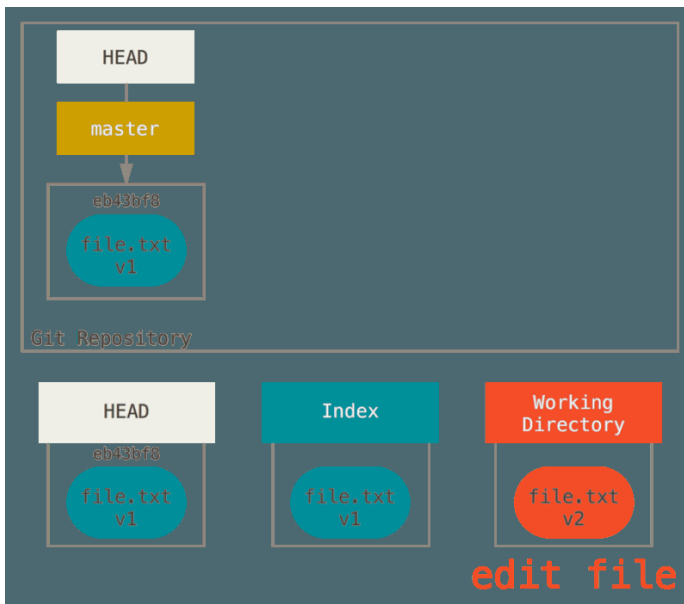 HEAD
master
eb43bf8
file.txt
v1
Git Repository
HEAD
Index
Working
Directory
eb43bf8
file.txt
v1
file.txt
v1
file.txt
v2
edit file